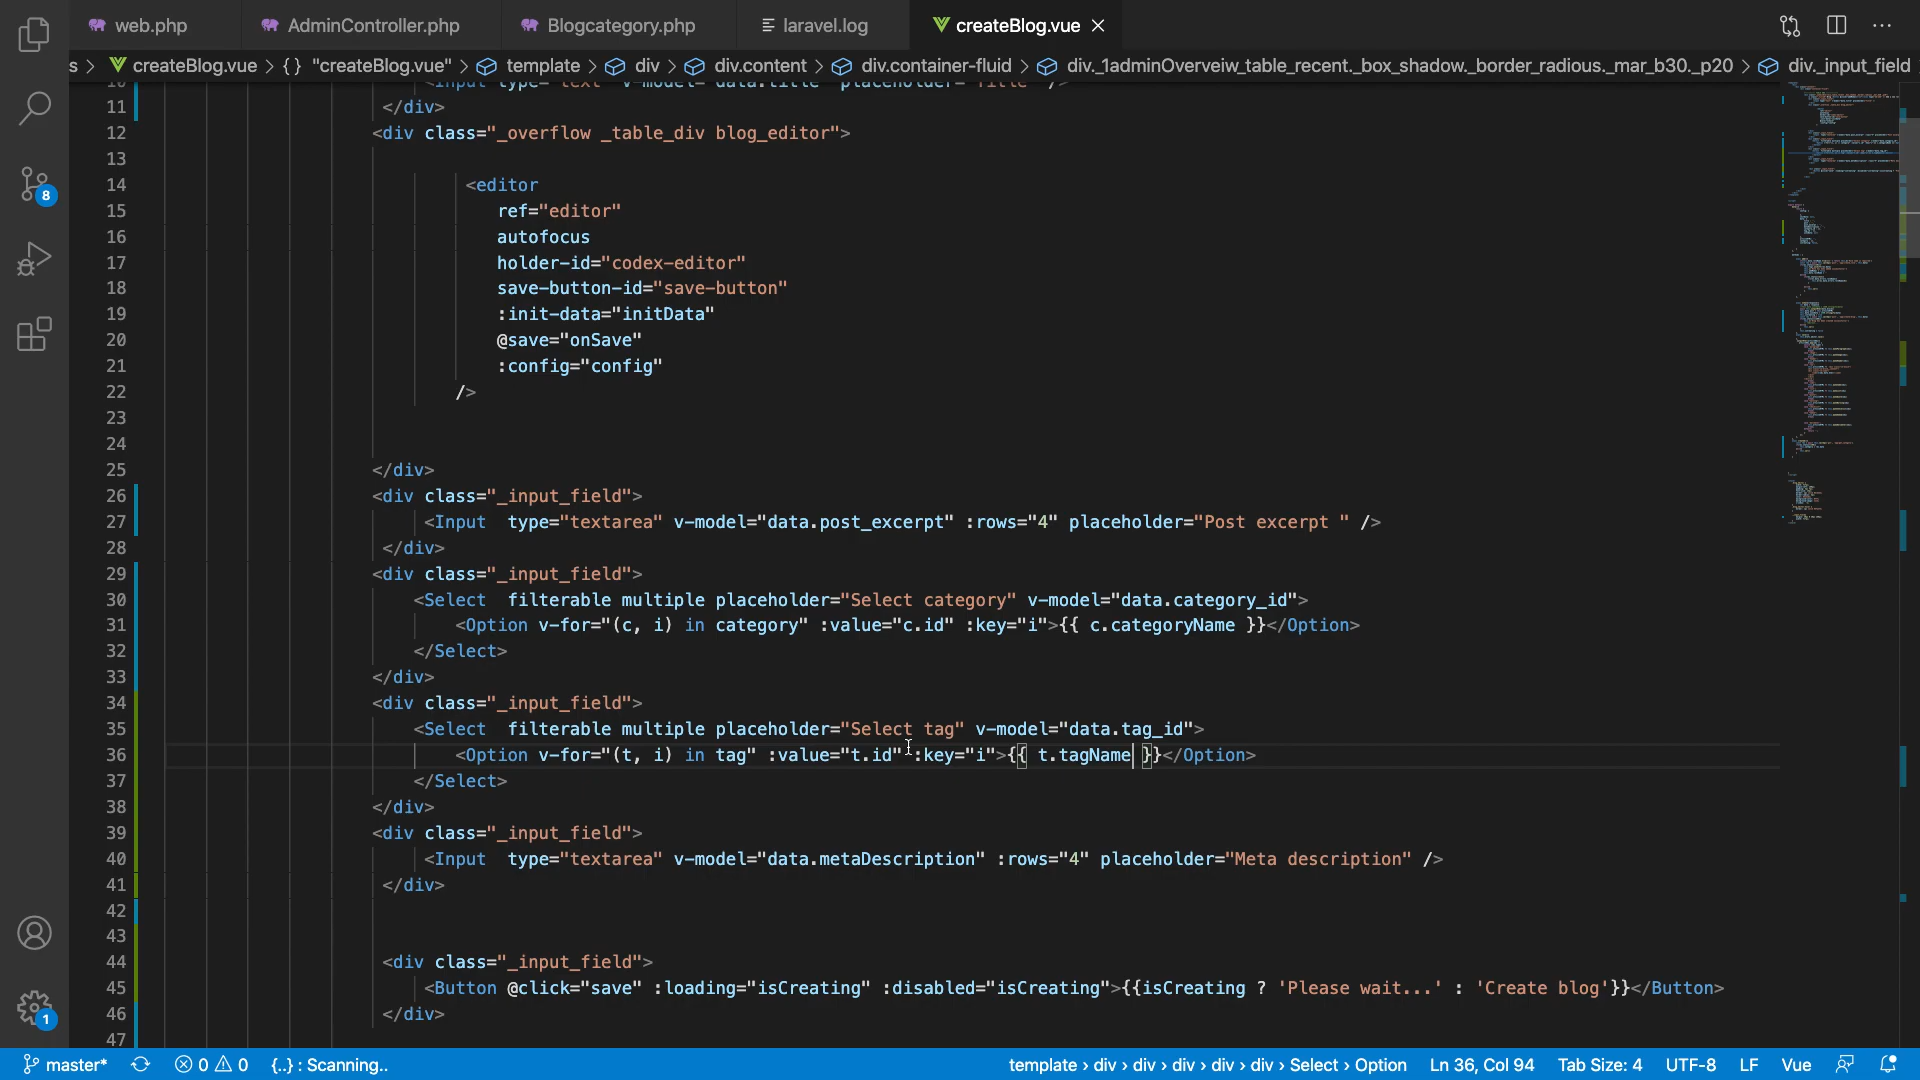 web.php AdminController.php Blogcategory.php laravel.log createBlog.vue
s > createBlog.vue > {} "createBlog.vue" > template > div > div.content > div.container-fluid > div._1adminOverveiw_table_recent._box_shadow._border_radious._mar_b30._p20 > div._input_field
10 <Input type="text" v-model="data.title" placeholder="Title" />
11 </div>
12 <div class="_overflow _table_div blog_editor">
13
14 <editor
15 ref="editor"
16 autofocus
17 holder-id="codex-editor"
18 save-button-id="save-button"
19 :init-data="initData"
20 @save="onSave"
21 :config="config"
22 />
23
24
25 </div>
26 <div class="_input_field">
27 <Input  type="textarea" v-model="data.post_excerpt" :rows="4" placeholder="Post excerpt " />
28 </div>
29 <div class="_input_field">
30 <Select  filterable multiple placeholder="Select category" v-model="data.category_id">
31 <Option v-for="(c, i) in category" :value="c.id" :key="i">{{ c.categoryName }}</Option>
32 </Select>
33 </div>
34 <div class="_input_field">
35 <Select  filterable multiple placeholder="Select tag" v-model="data.tag_id">
36 <Option v-for="(t, i) in tag" :value="t.id" :key="i">{{ t.tagName }}</Option>
37 </Select>
38 </div>
39 <div class="_input_field">
40 <Input  type="textarea" v-model="data.metaDescription" :rows="4" placeholder="Meta description" />
41 </div>
42
43
44 <div class="_input_field">
45 <Button @click="save" :loading="isCreating" :disabled="isCreating">{{isCreating ? 'Please wait...' : 'Create blog'}}</Button>
46 </div>
47
8
1
master* 0 0 {..} : Scanning.. template › div › div › div › div › div › Select › Option Ln 36, Col 94 Tab Size: 4 UTF-8 LF Vue